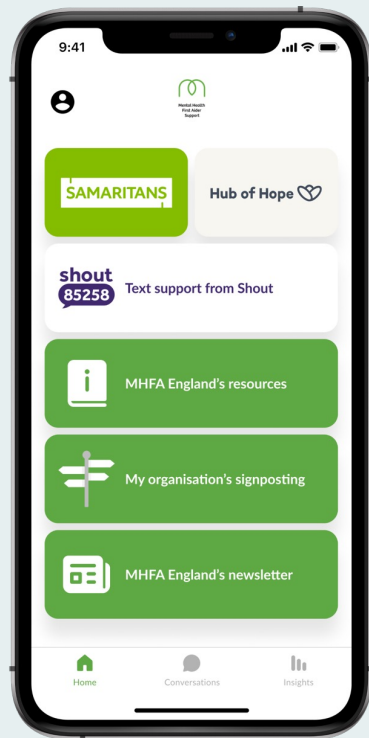 9:41
Mental Health
First Aider
Support
SAMARITANS
Hub of Hope
shout
85258
Text support from Shout
MHFA England's resources
My organisation's signposting
MHFA England's newsletter
Home
Conversations
Insights